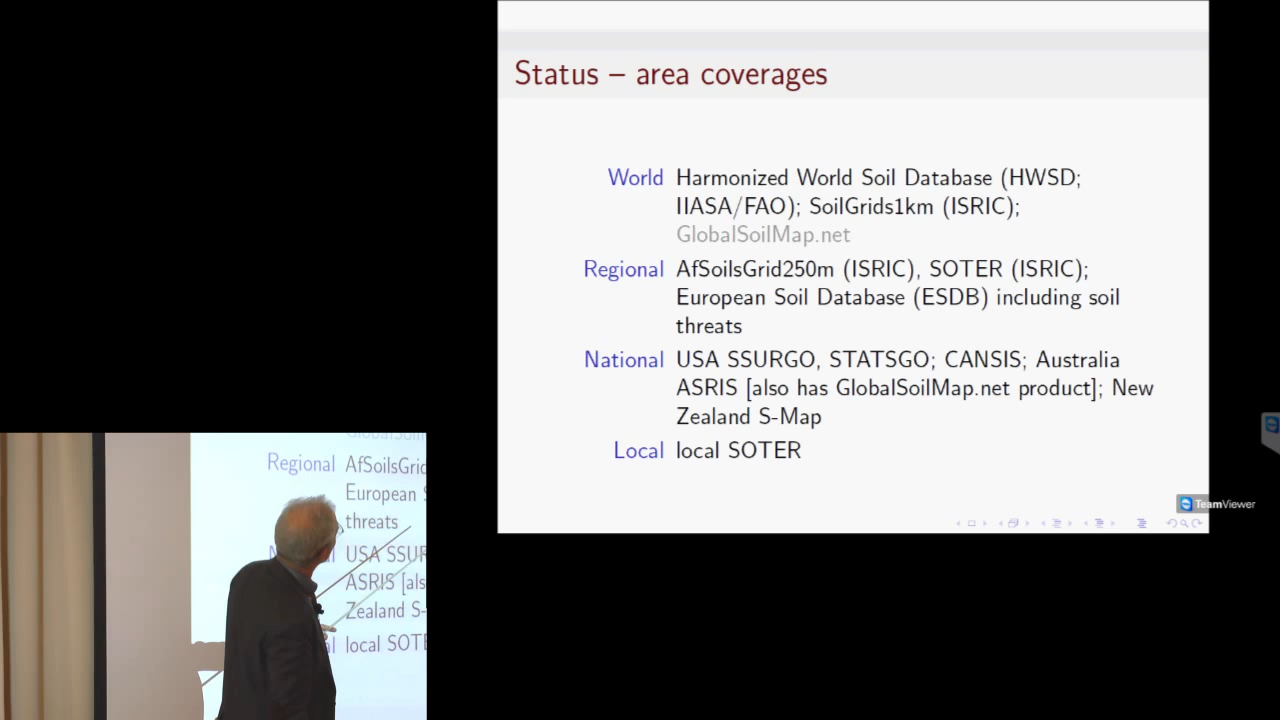 Status – area coverages
World Harmonized World Soil Database (HWSD;
IIASA/FAO); SoilGrids1km (ISRIC);
GlobalSoilMap.net
Regional AfSoilsGrid250m (ISRIC), SOTER (ISRIC);
European Soil Database (ESDB) including soil
threats
National USA SSURGO, STATSGO; CANSIS; Australia
ASRIS [also has GlobalSoilMap.net product]; New
Zealand S-Map
Local local SOTER
TeamViewer
GlobalSoil
Regional AfSoilsGrid
European S
threats
USA SSUR
ASRIS [als
Zealand S-
local SOTE